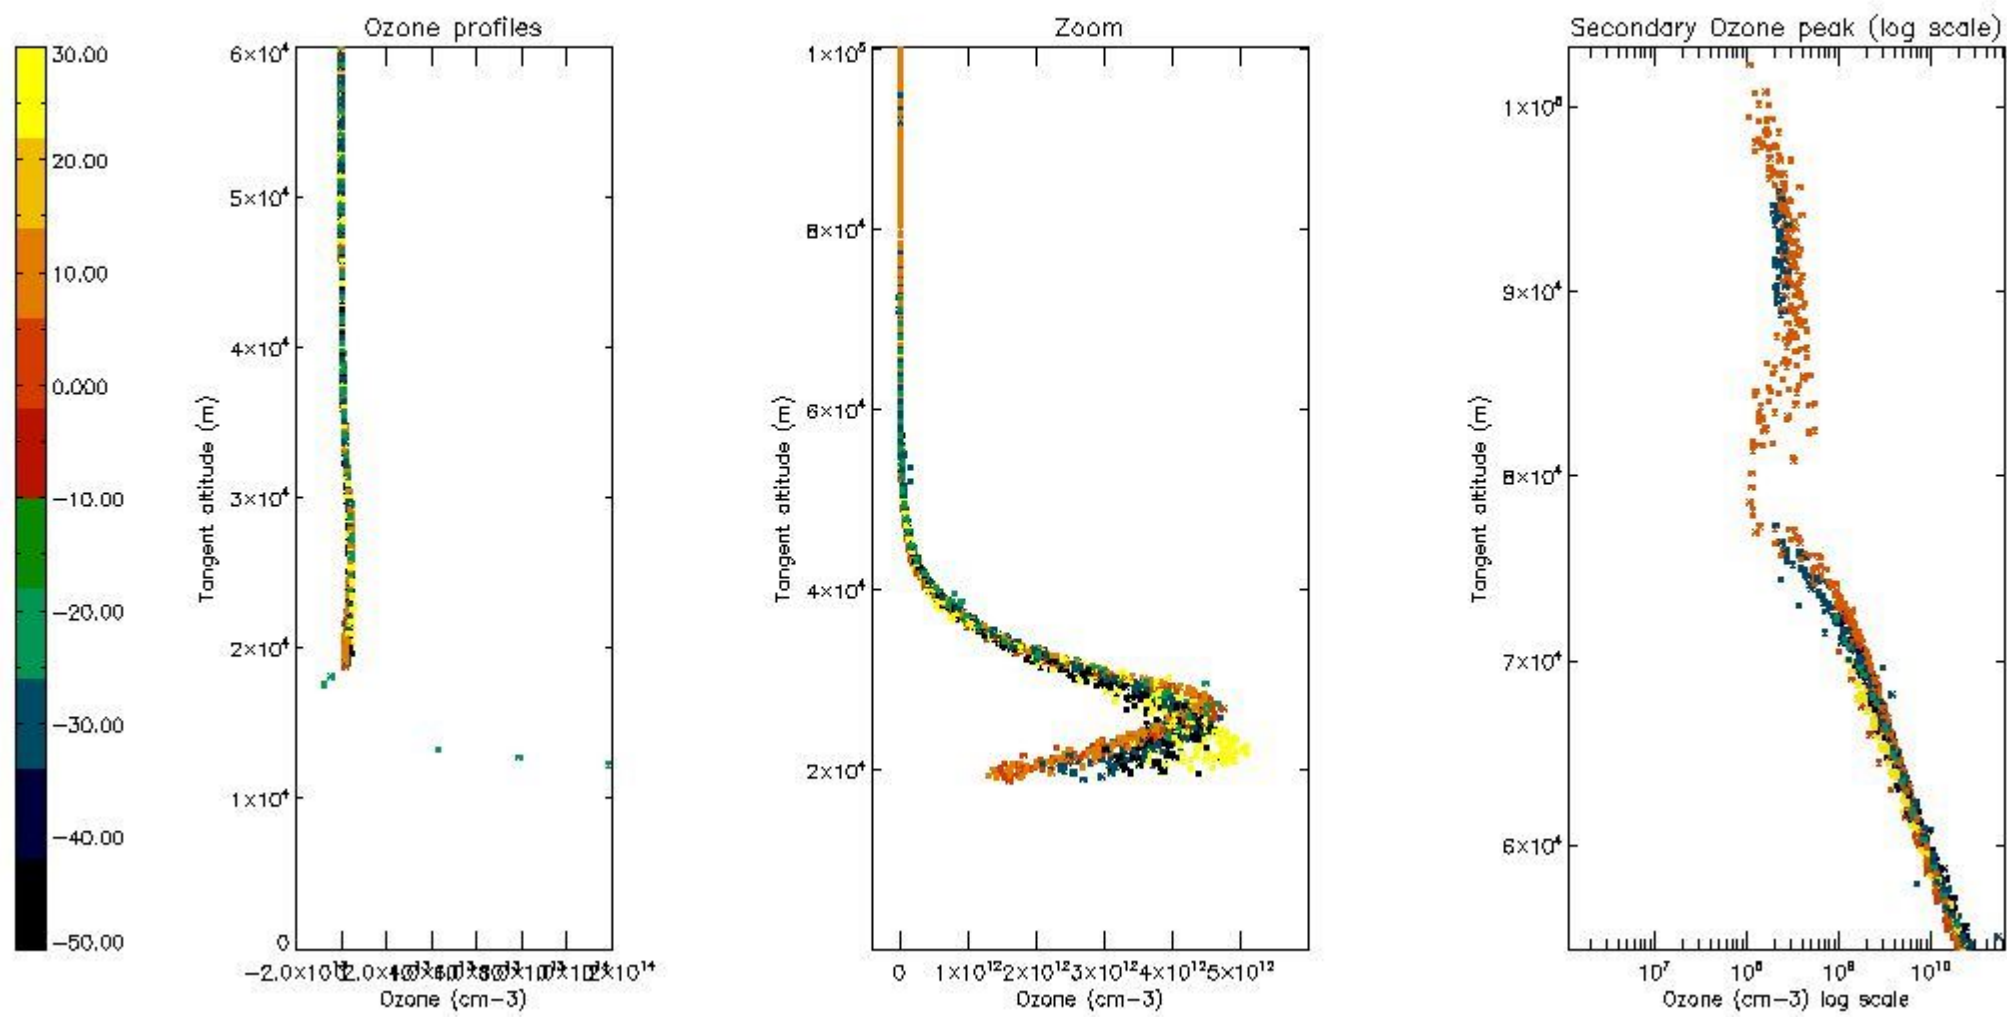 Ozone profiles
Zoom
Secondary Ozone peak (log scale)
30.00
20.00
10.00
0.000
−10.00
−20.00
−30.00
−40.00
−50.00
6×10⁴
5×10⁴
4×10⁴
3×10⁴
2×10⁴
1×10⁴
0
Tangent altitude (m)
Ozone (cm−3)
1×10⁵
8×10⁴
6×10⁴
4×10⁴
2×10⁴
Tangent altitude (m)
0 1×10¹² 2×10¹² 3×10¹² 4×10¹² 5×10¹²
Ozone (cm−3)
1×10⁵
9×10⁴
8×10⁴
7×10⁴
6×10⁴
Tangent altitude (m)
10⁷ 10⁸ 10⁹ 10¹⁰
Ozone (cm−3) log scale